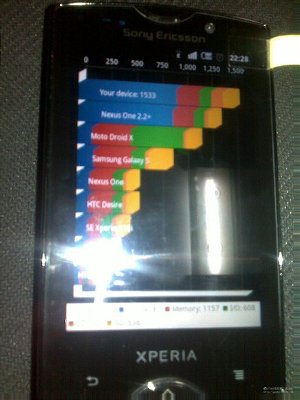 Sony Ericsson
22:28
0 250 500 750 1,000 1,250 1,500
Your device: 1533
Nexus One 2.2+
Moto Droid X
Samsung Galaxy S
Nexus One
HTC Desire
SE Xperia
Memory: 1157 I/O: 608
XPERIA